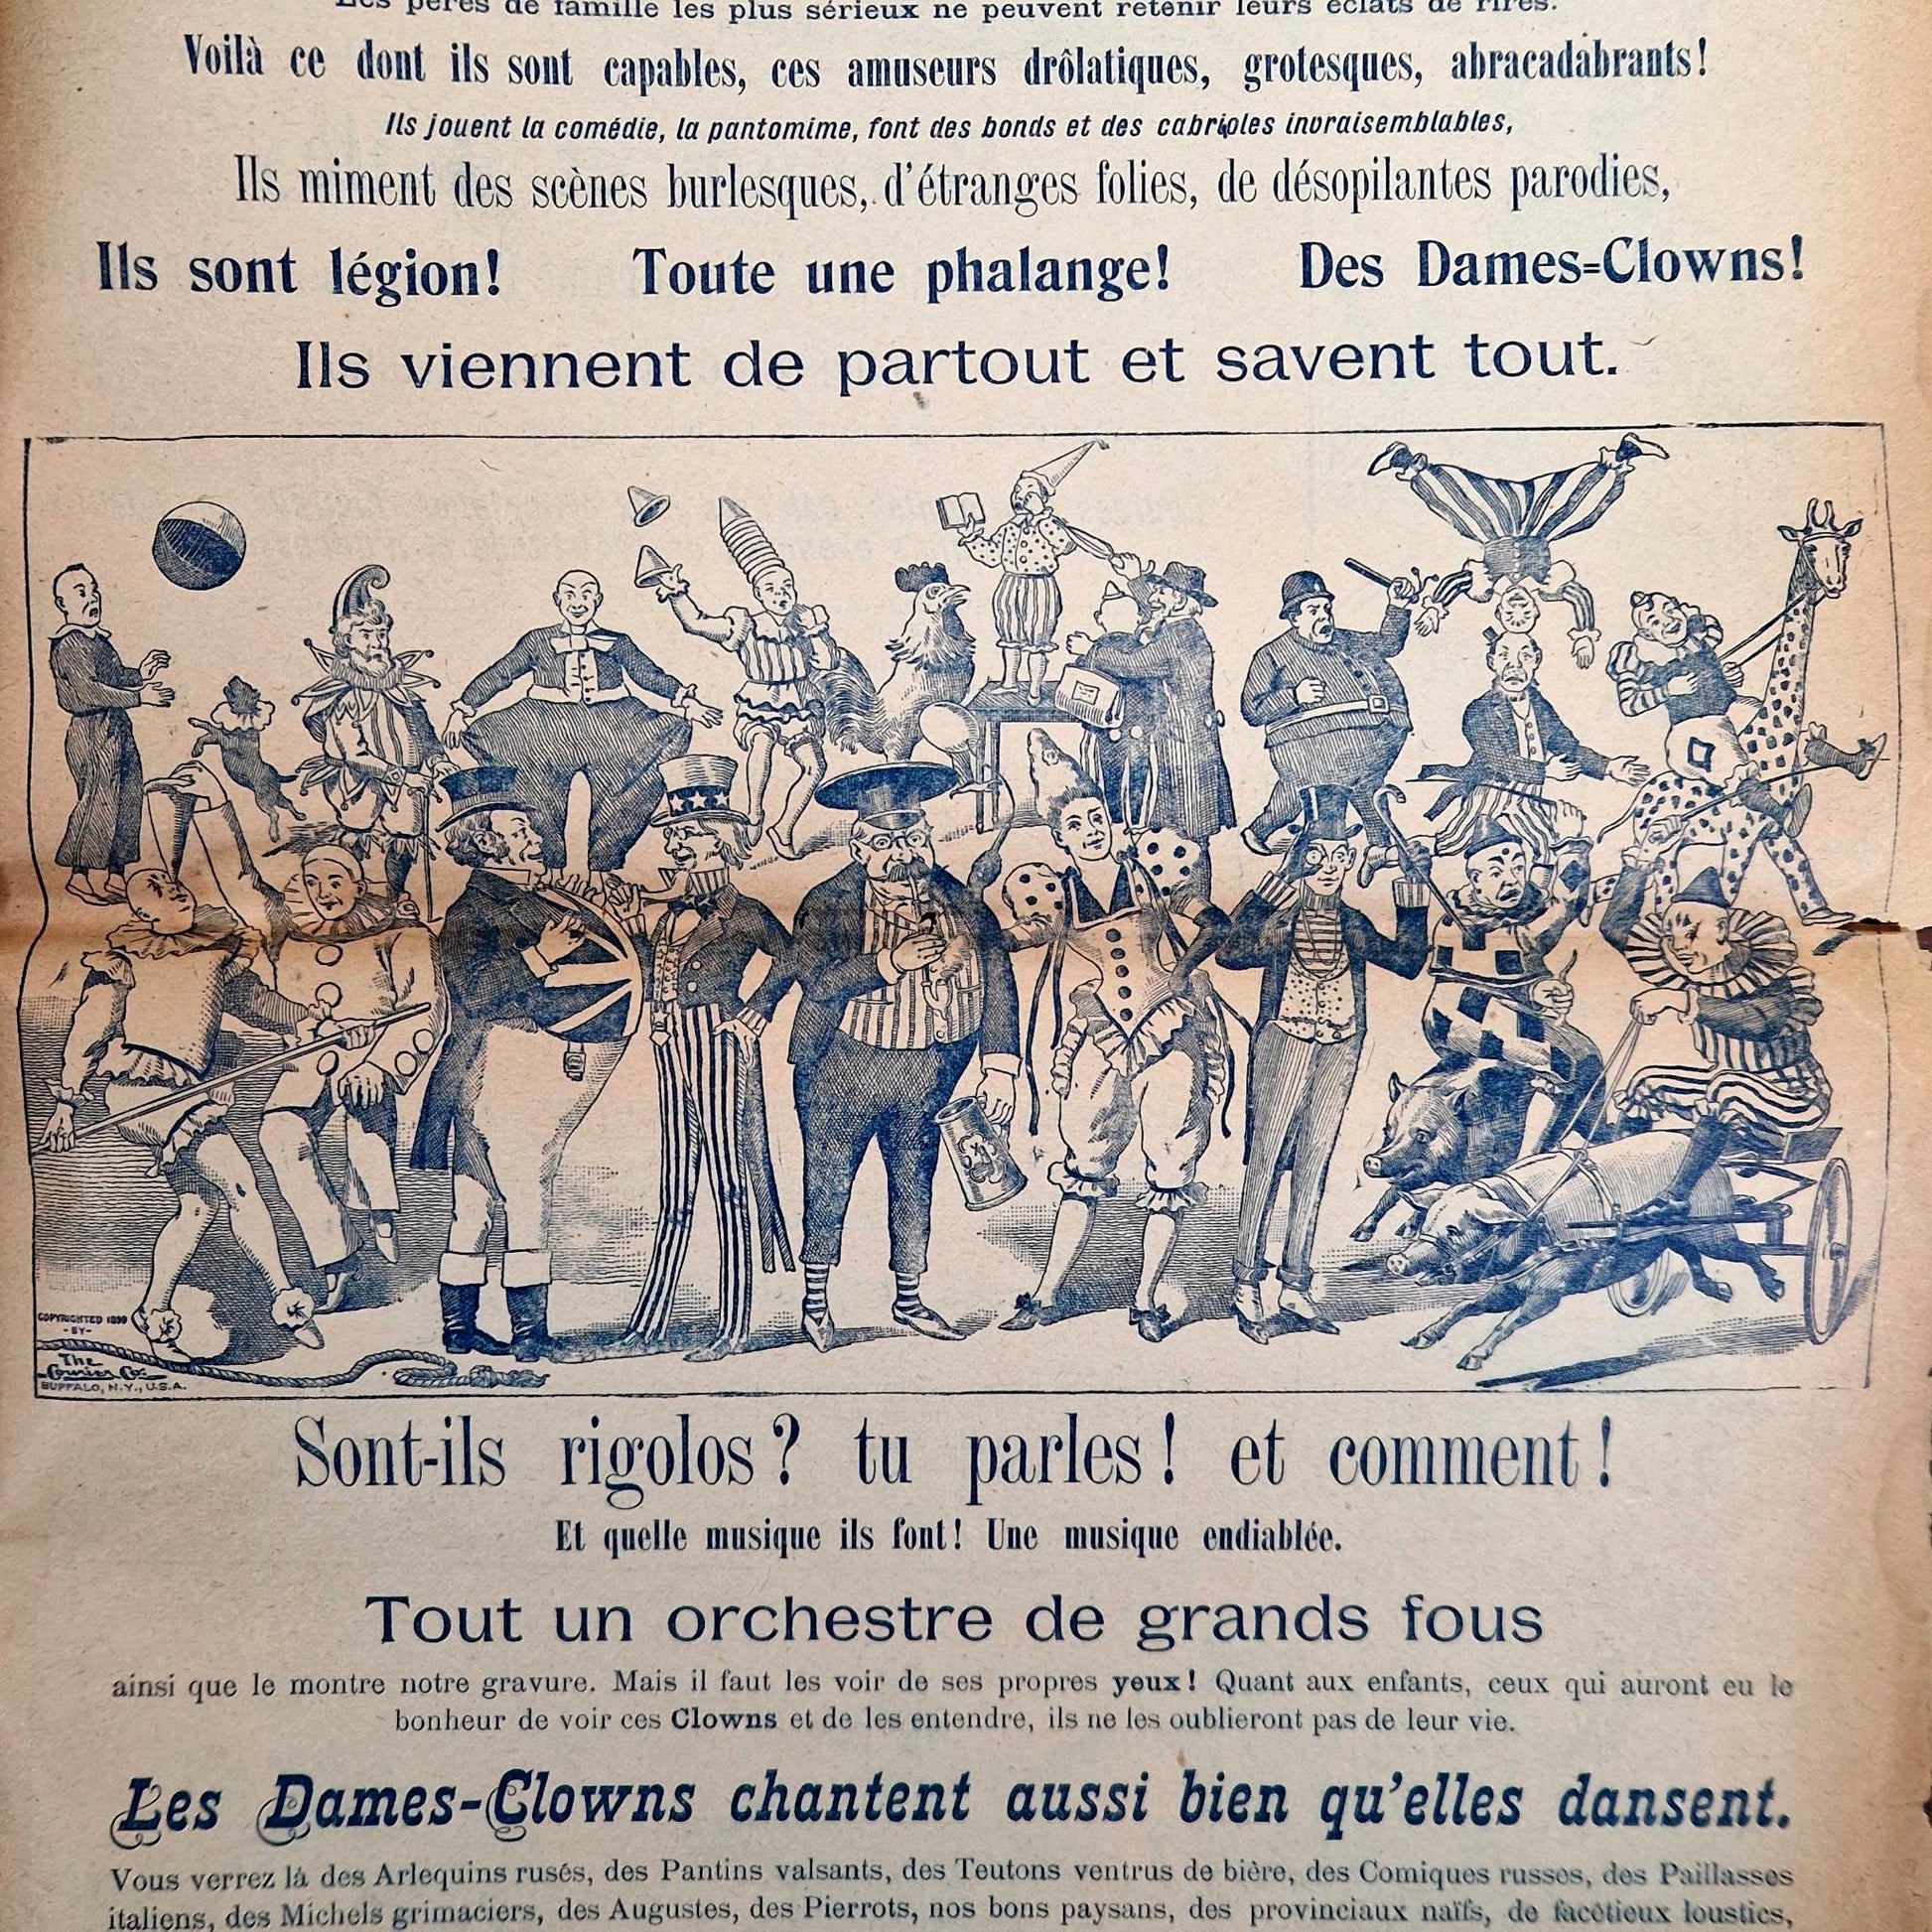 Les pères de famille les plus sérieux ne peuvent retenir leurs éclats de rires.
Voilà ce dont ils sont capables, ces amuseurs drôlatiques, grotesques, abracadabrants!
Ils jouent la comédie, la pantomime, font des bonds et des cabrioles invraisemblables,
Ils miment des scènes burlesques, d'étranges folies, de désopilantes parodies,
Ils sont légion! Toute une phalange! Des Dames-Clowns!
Ils viennent de partout et savent tout.
COPYRIGHTED 1899
-BY-
The
Courier Co.
BUFFALO, N.Y., U.S.A.
Sont-ils rigolos? tu parles! et comment!
Et quelle musique ils font! Une musique endiablée.
Tout un orchestre de grands fous
ainsi que le montre notre gravure. Mais il faut les voir de ses propres yeux! Quant aux enfants, ceux qui auront eu le
bonheur de voir ces Clowns et de les entendre, ils ne les oublieront pas de leur vie.
Les Dames-Clowns chantent aussi bien qu'elles dansent.
Vous verrez là des Arlequins rusés, des Pantins valsants, des Teutons ventrus de bière, des Comiques russes, des Paillasses
italiens, des Michels grimaciers, des Augustes, des Pierrots, nos bons paysans, des provinciaux naïfs, de facétieux loustics,